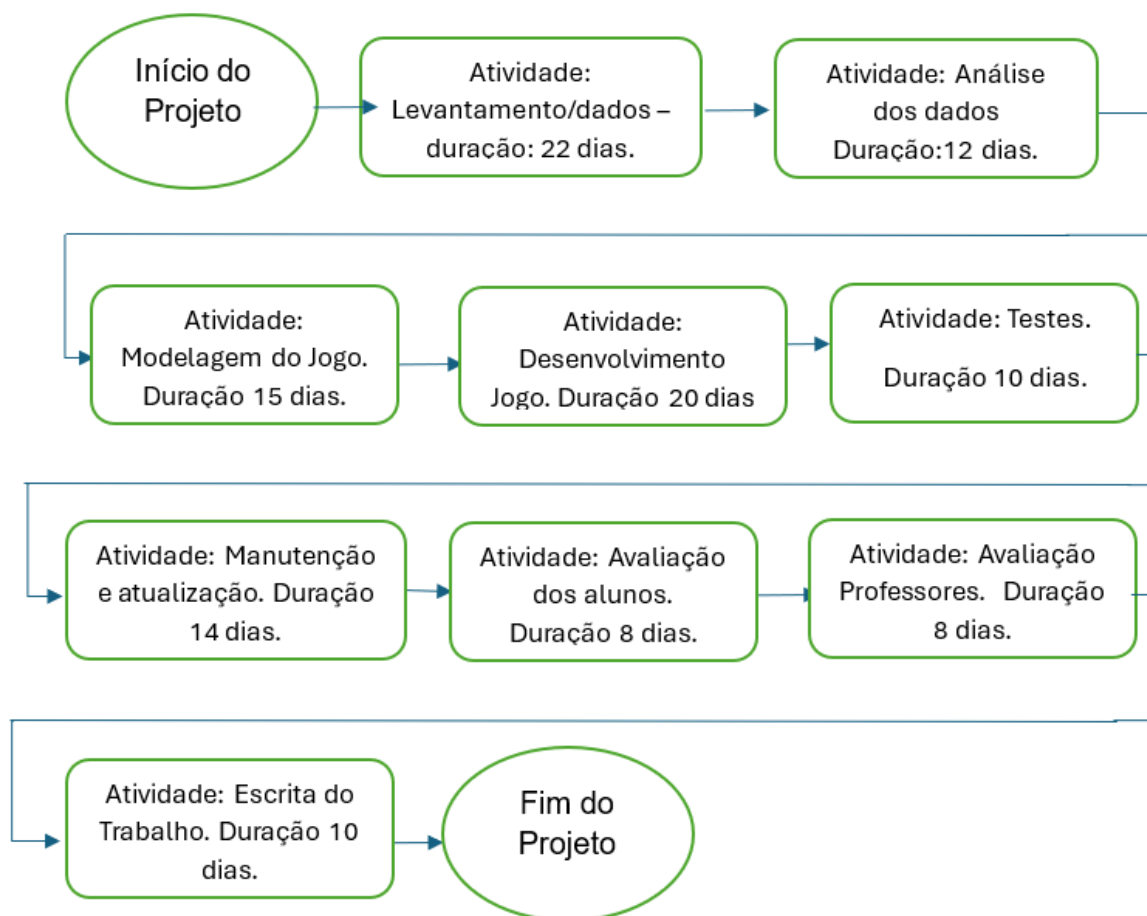 Início do
Projeto
Atividade:
Levantamento/dados –
duração: 22 dias.
Atividade: Análise
dos dados
Duração:12 dias.
Atividade:
Modelagem do Jogo.
Duração 15 dias.
Atividade:
Desenvolvimento
Jogo. Duração 20 dias
Atividade: Testes.
Duração 10 dias.
Atividade: Manutenção
e atualização. Duração
14 dias.
Atividade: Avaliação
dos alunos.
Duração 8 dias.
Atividade: Avaliação
Professores. Duração
8 dias.
Atividade: Escrita do
Trabalho. Duração 10
dias.
Fim do
Projeto